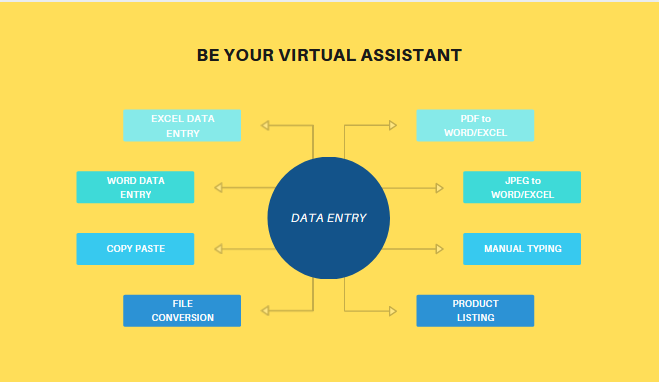 BE YOUR VIRTUAL ASSISTANT
EXCEL DATA
ENTRY
PDF to
WORD/EXCEL
WORD DATA
ENTRY
JPEG to
WORD/EXCEL
DATA ENTRY
COPY PASTE
MANUAL TYPING
FILE
CONVERSION
PRODUCT
LISTING